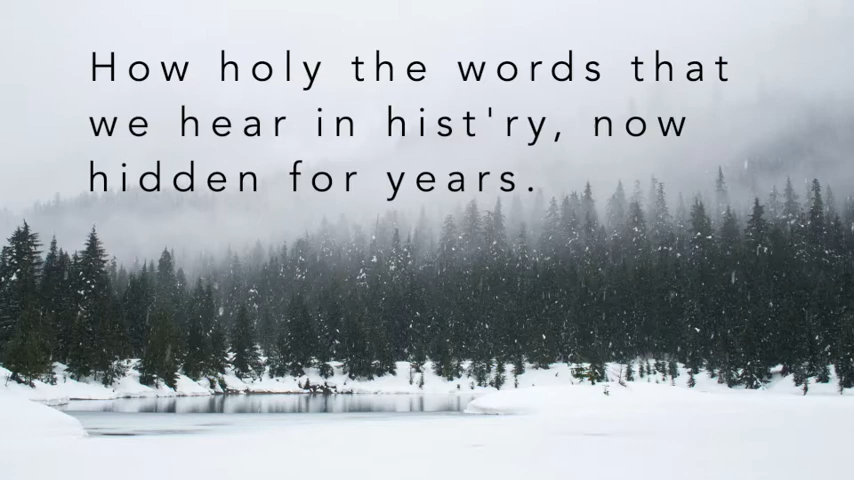 How holy the words that
we hear in hist'ry, now
hidden for years.